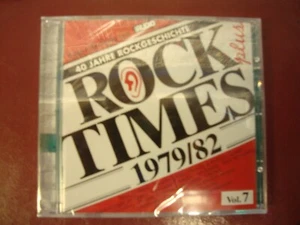 40 JAHRE ROCKGESCHICHTE
ROCK
plus
TIMES
1979/82
Vol. 7